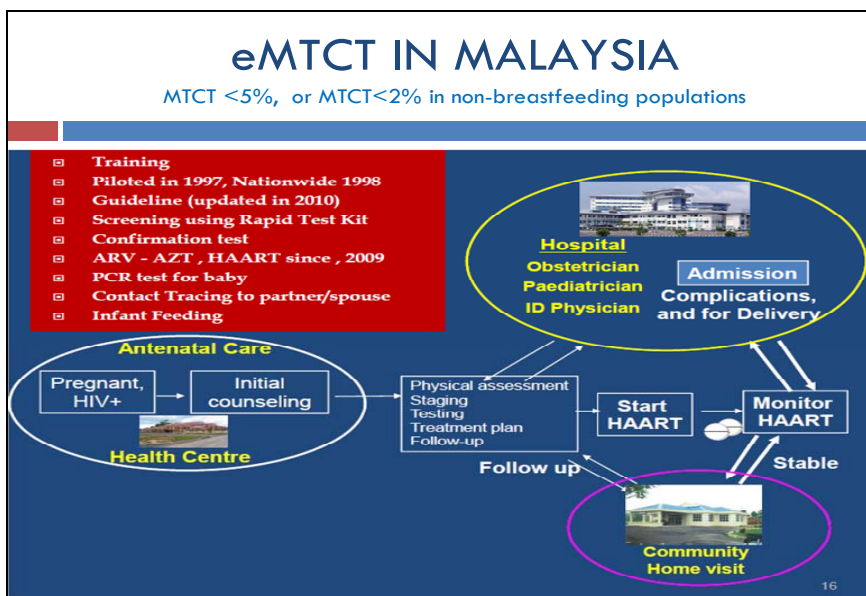 eMTCT IN MALAYSIA
MTCT <5%, or MTCT<2% in non-breastfeeding populations
Training
Piloted in 1997, Nationwide 1998
Guideline (updated in 2010)
Screening using Rapid Test Kit
Confirmation test
ARV - AZT , HAART since , 2009
PCR test for baby
Contact Tracing to partner/spouse
Infant Feeding
Hospital
Obstetrician
Paediatrician
ID Physician
Admission
Complications,
and for Delivery
Antenatal Care
Pregnant,
HIV+
Initial
counseling
Health Centre
Physical assessment
Staging
Testing
Treatment plan
Follow-up
Start
HAART
Monitor
HAART
Follow up
Stable
Community
Home visit
16